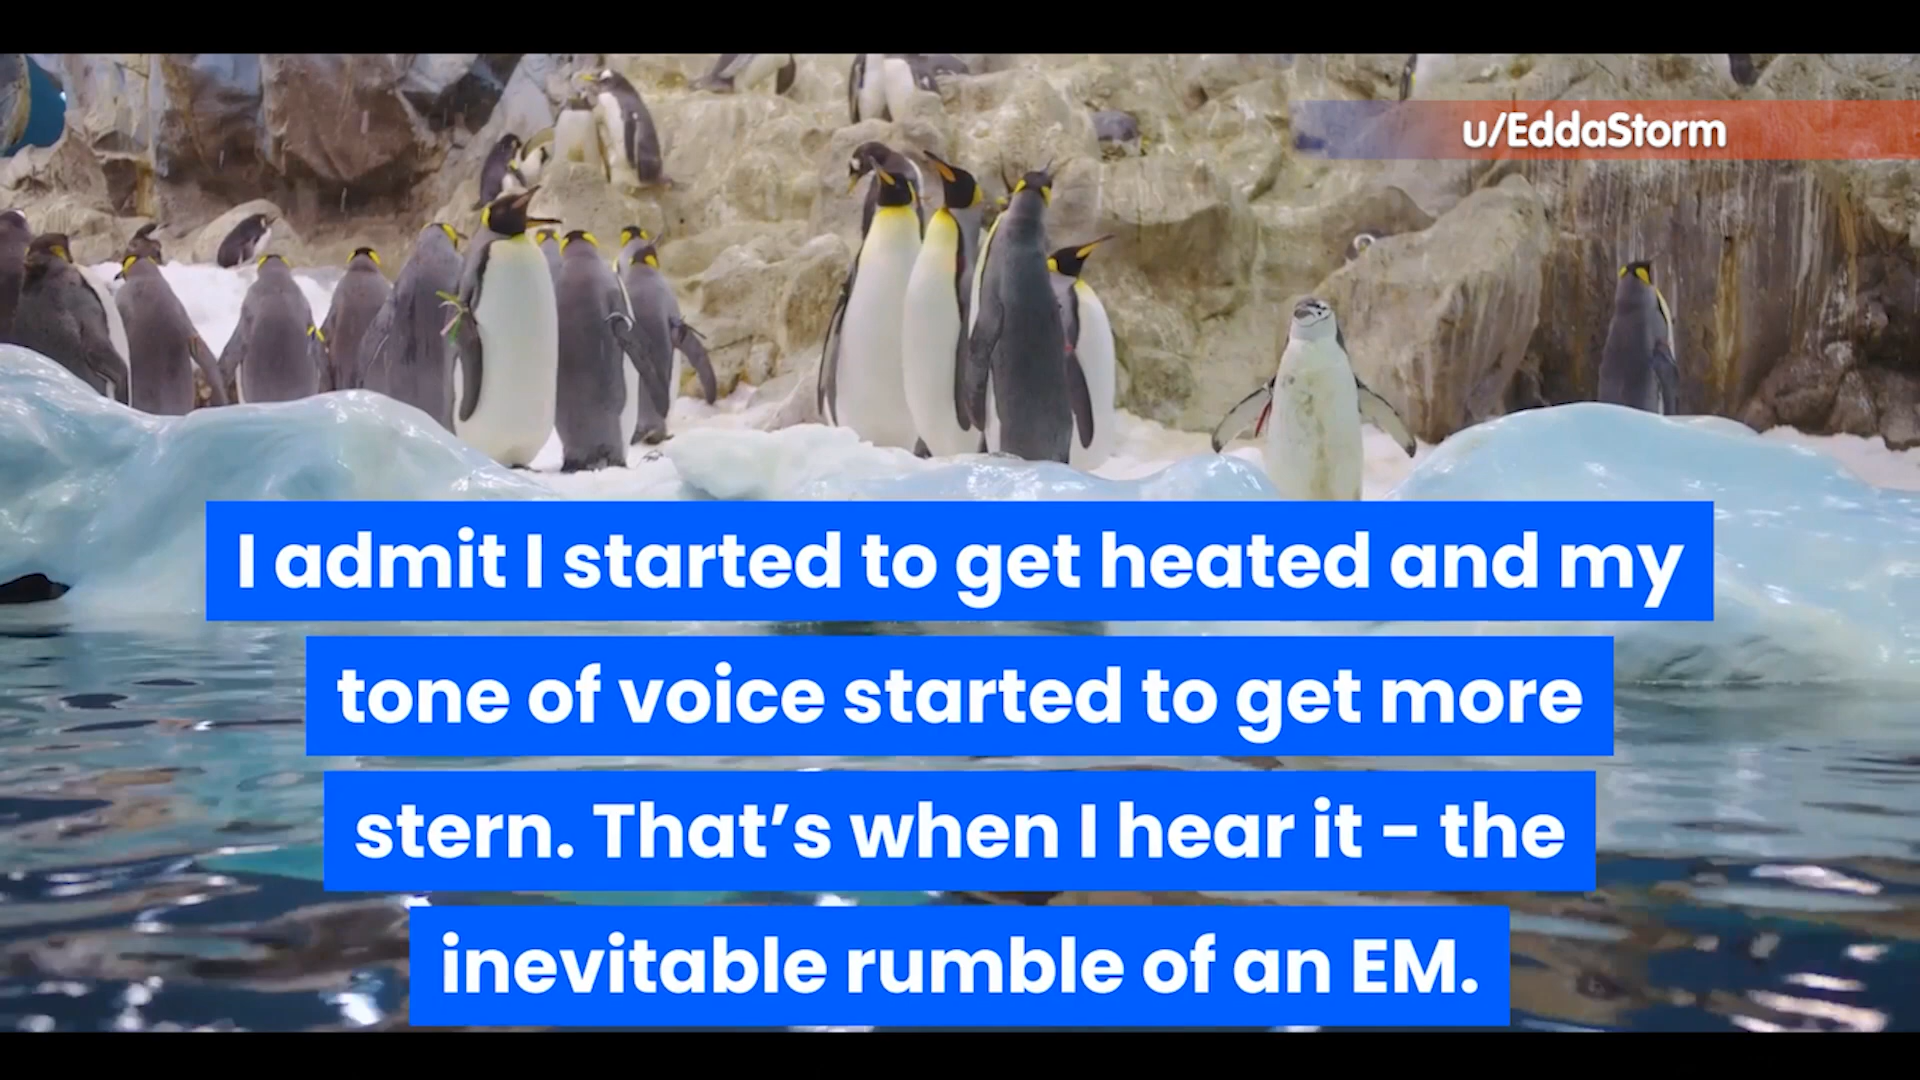 u/EddaStorm
I admit I started to get heated and my
tone of voice started to get more
stern. That’s when I hear it - the
inevitable rumble of an EM.